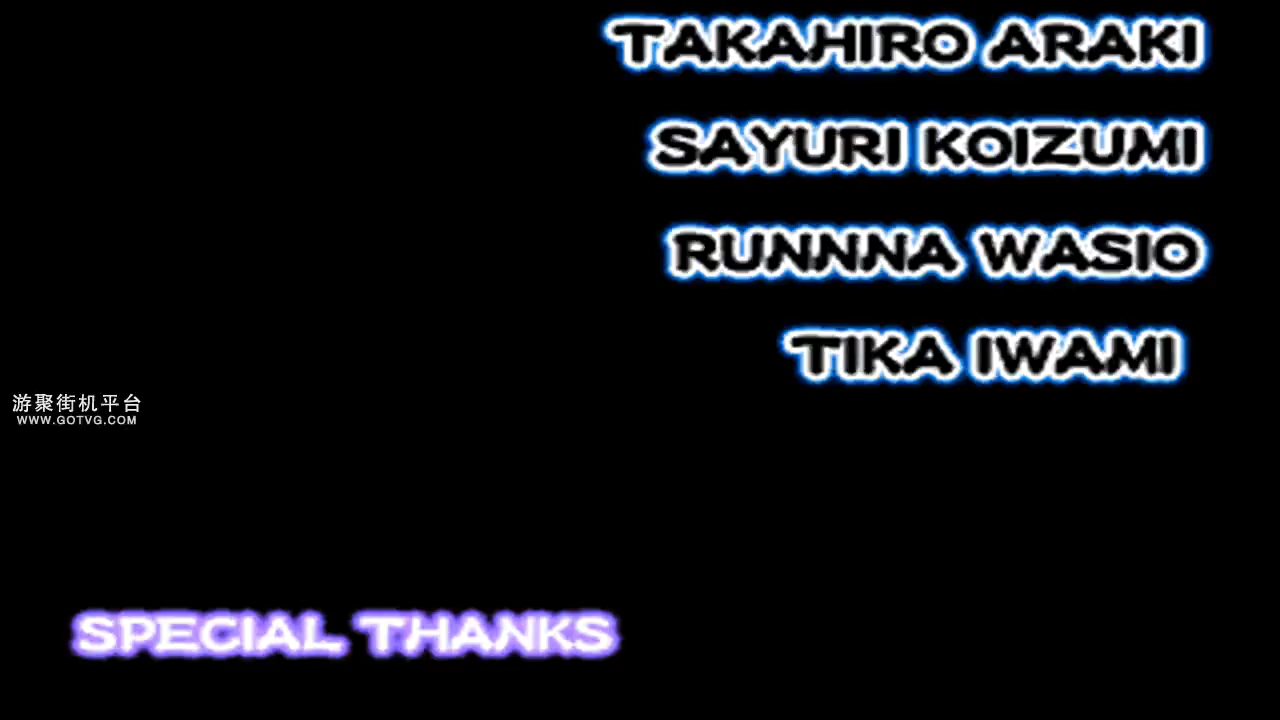 TAKAHIRO ARAKI
SAYURI KOIZUMI
RUNNNA WASIO
TIKA IWAMI
游聚街机平台
WWW.GOTVG.COM
SPECIAL THANKS